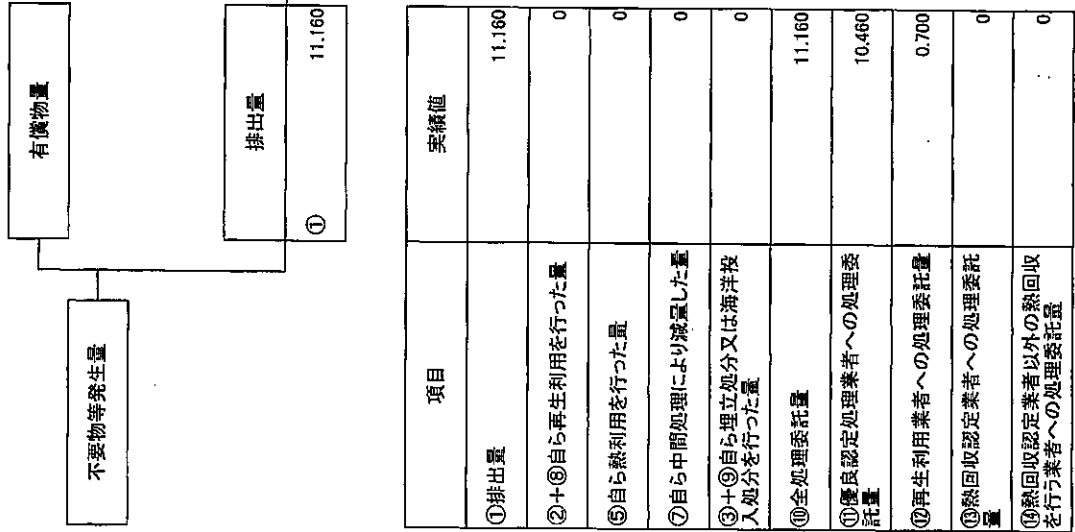 不要物等発生量
有償物量
排出量
① 11.160
項目 実績値
①排出量 11.160
②+⑧自ら再生利用を行った量 0
⑤自ら熱利用を行った量 0
⑦自ら中間処理により減量した量 0
③+⑨自ら埋立処分又は海洋投
入処分を行った量 0
⑩全処理委託量 11.160
⑪優良認定処理業者への処理委
託量 10.460
⑫再生利用業者への処理委託量 0.700
⑬熱回収認定業者への処理委託
量 0
⑭熱回収認定業者以外の熱回収
を行う業者への処理委託量 0